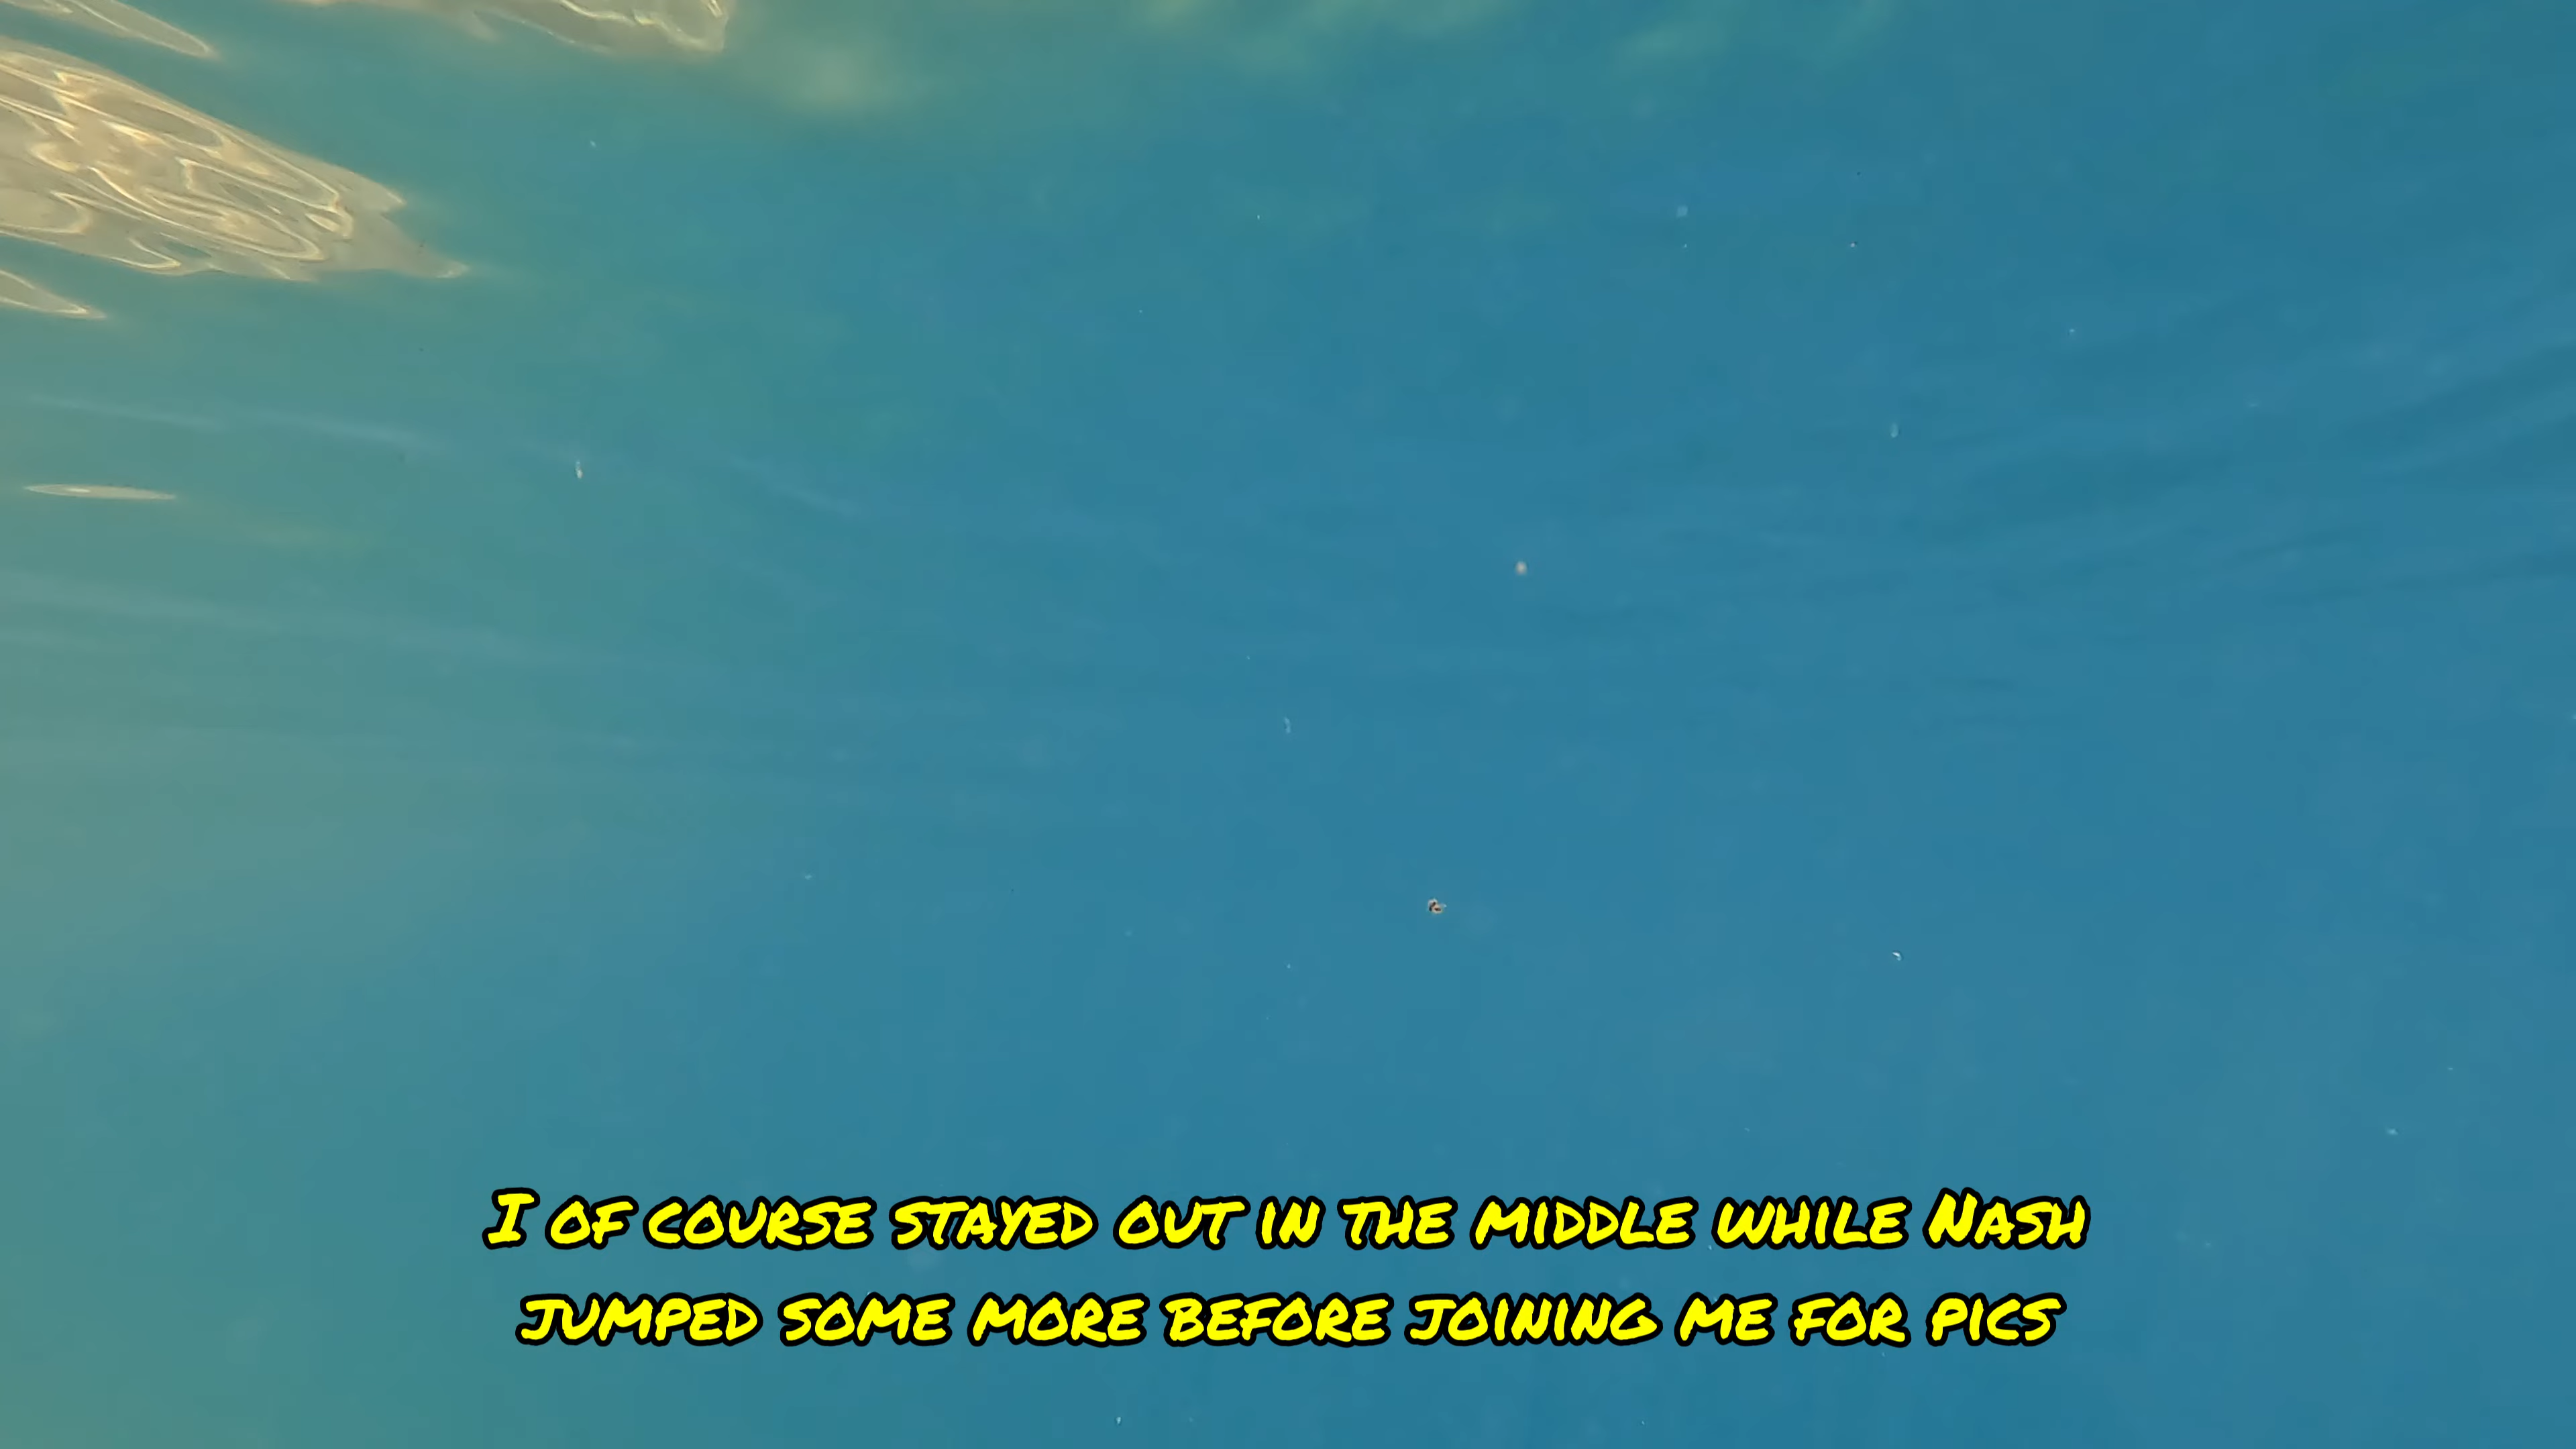 I of course stayed out in the middle while Nash
jumped some more before joining me for pics